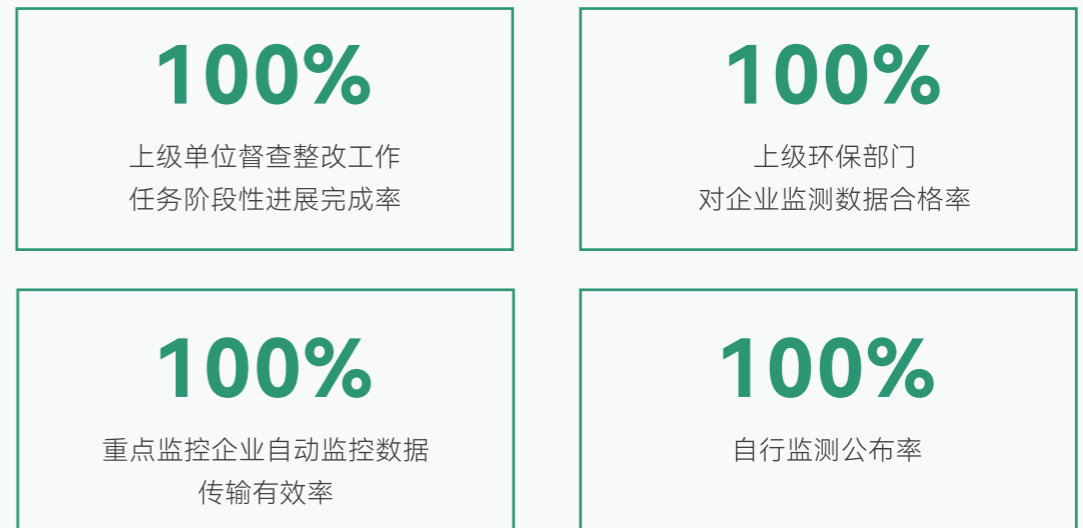 100%
上级单位督查整改工作
任务阶段性进展完成率
100%
上级环保部门
对企业监测数据合格率
100%
重点监控企业自动监控数据
传输有效率
100%
自行监测公布率